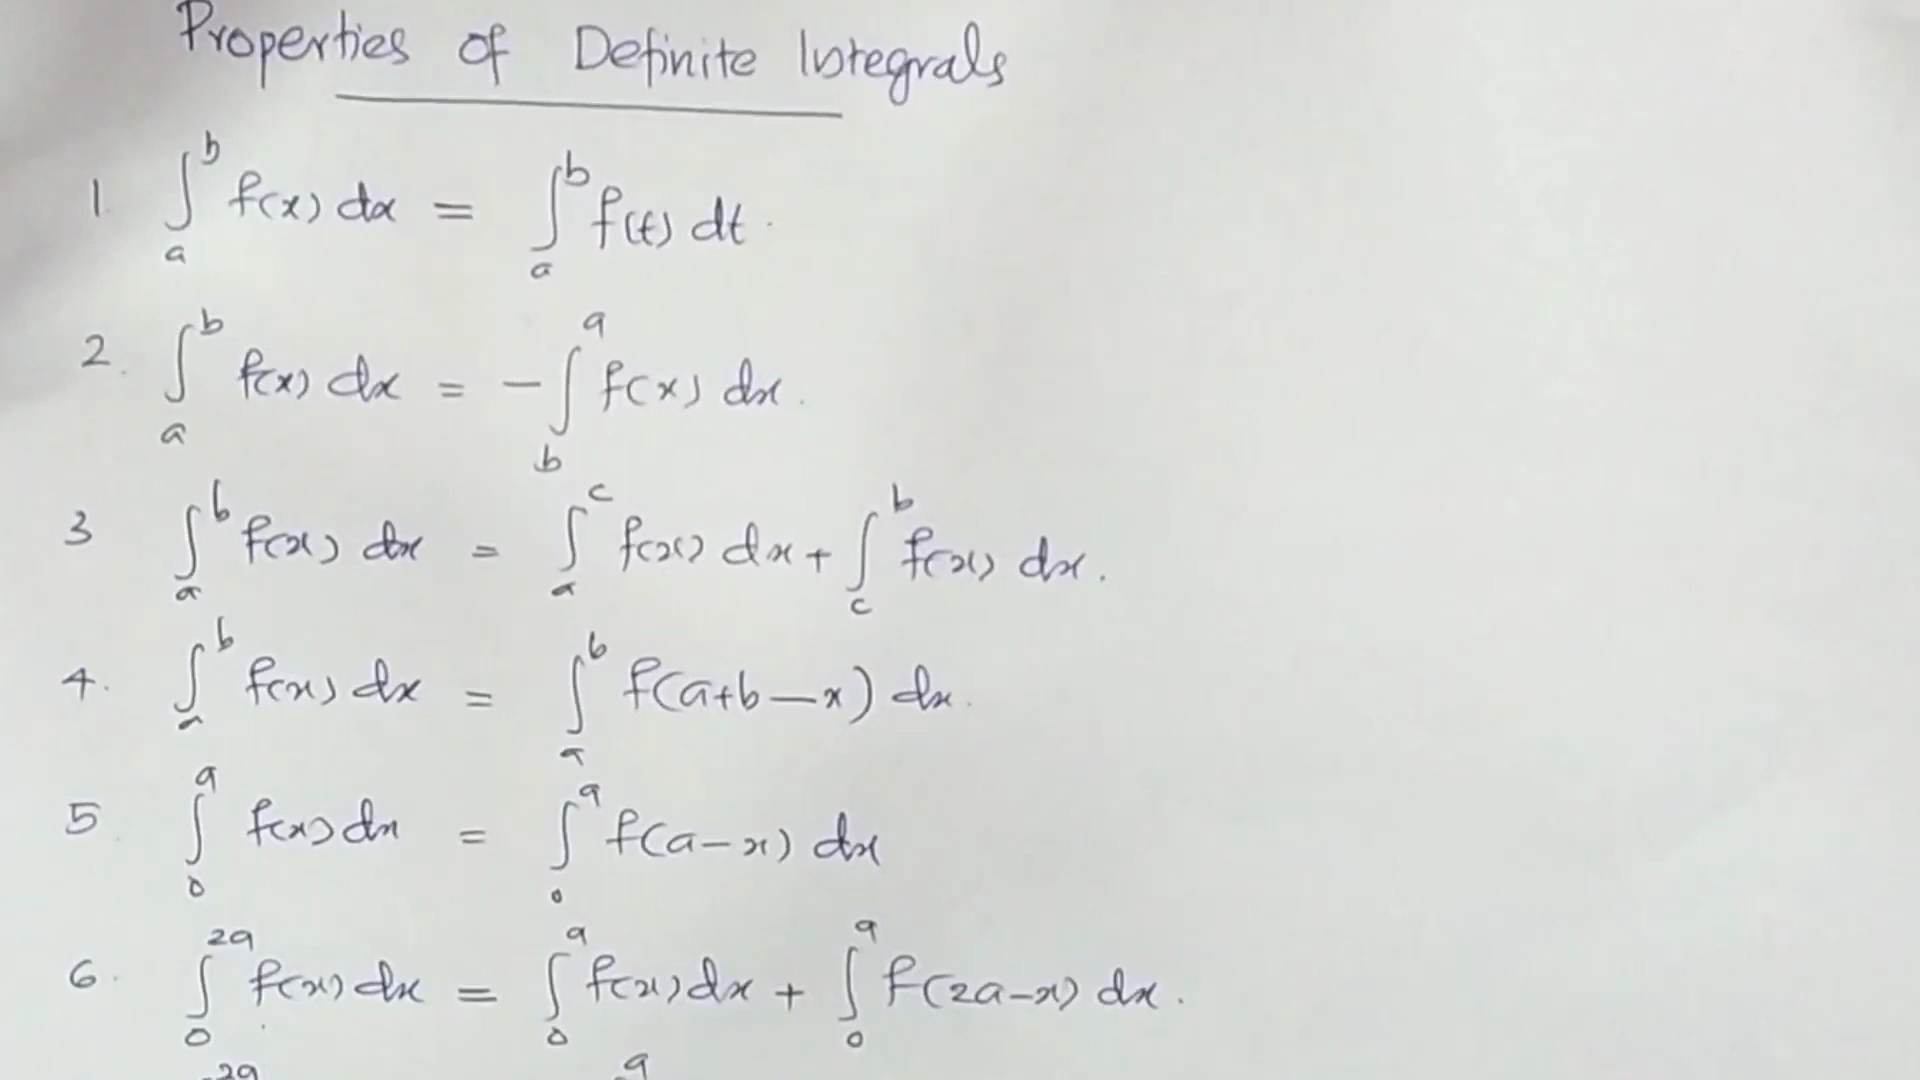 Properties of Definite Integrals
1. ∫_a^b f(x) dx = ∫_a^b f(t) dt.
2. ∫_a^b f(x) dx = -∫_b^a f(x) dx.
3 ∫_a^b f(x) dx = ∫_a^c f(x) dx + ∫_c^b f(x) dx.
4. ∫_a^b f(x) dx = ∫_a^b f(a+b-x) dx.
5. ∫_0^a f(x) dx = ∫_0^a f(a-x) dx
6. ∫_0^2a f(x) dx = ∫_0^a f(x) dx + ∫_0^a f(2a-x) dx.
2a a